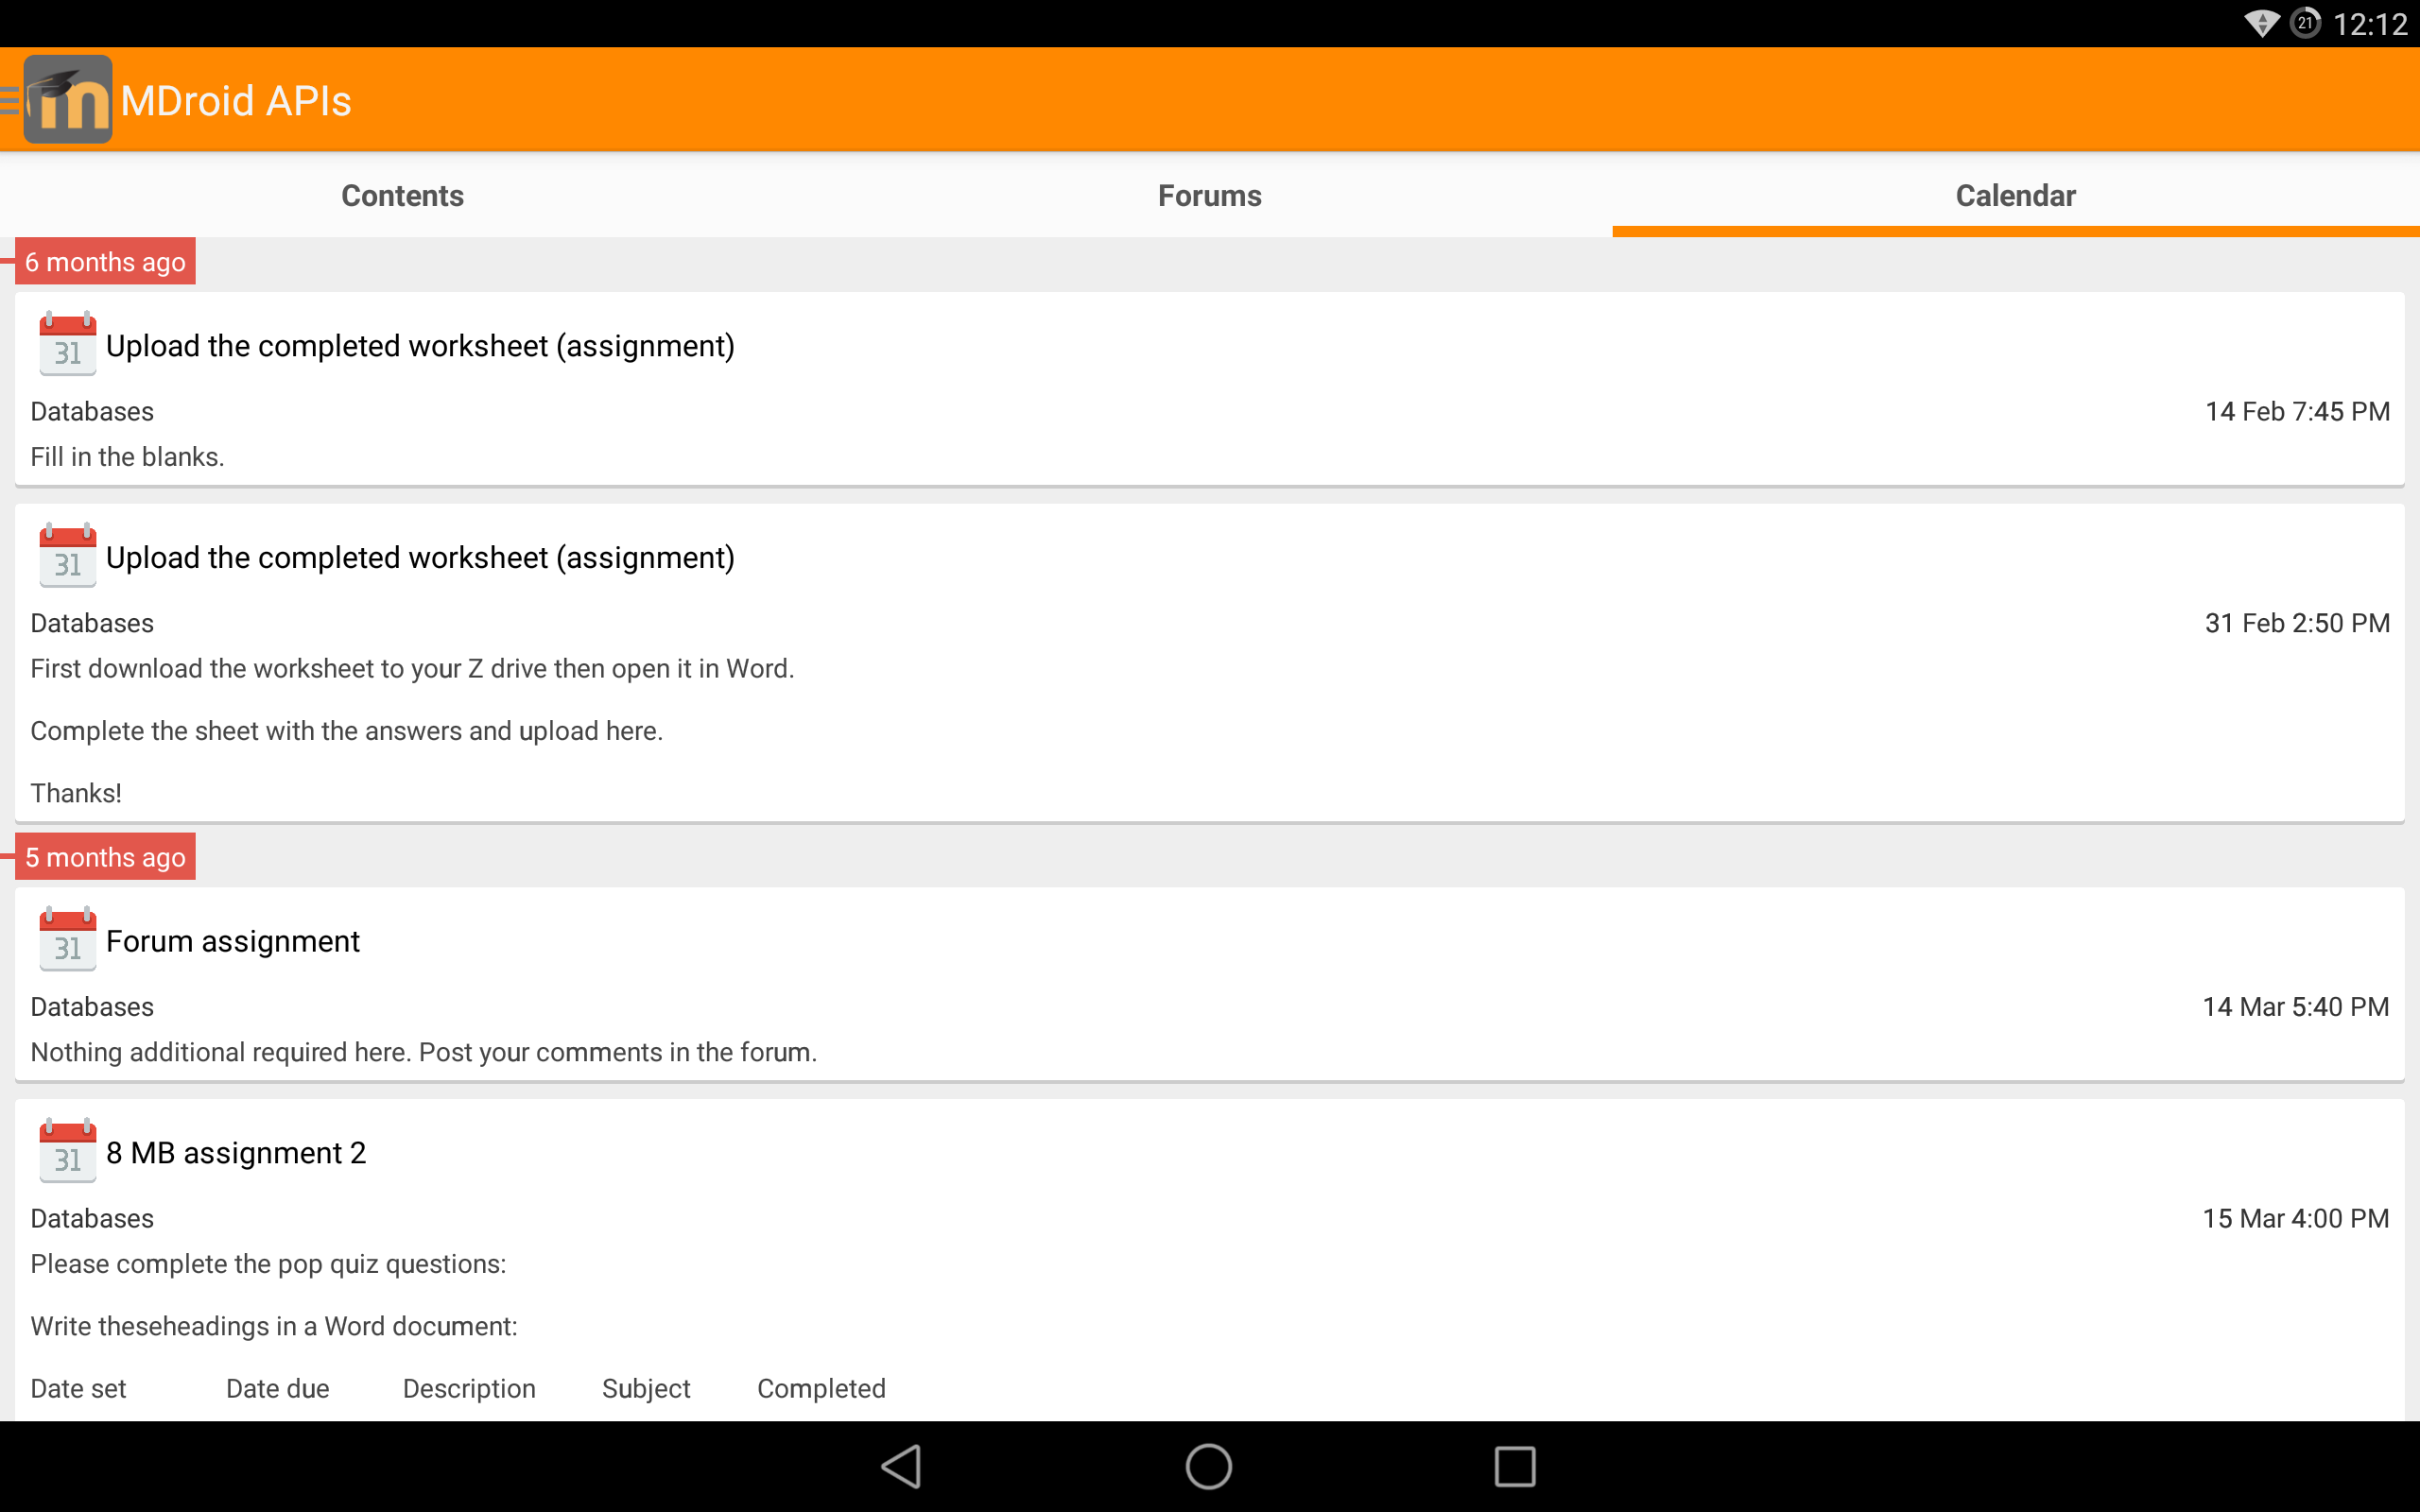 21 12:12
MDroid APIs
Contents Forums Calendar
6 months ago
31 Upload the completed worksheet (assignment)
Databases 14 Feb 7:45 PM
Fill in the blanks.
31 Upload the completed worksheet (assignment)
Databases 31 Feb 2:50 PM
First download the worksheet to your Z drive then open it in Word.
Complete the sheet with the answers and upload here.
Thanks!
5 months ago
31 Forum assignment
Databases 14 Mar 5:40 PM
Nothing additional required here. Post your comments in the forum.
31 8 MB assignment 2
Databases 15 Mar 4:00 PM
Please complete the pop quiz questions:
Write theseheadings in a Word document:
Date set Date due Description Subject Completed